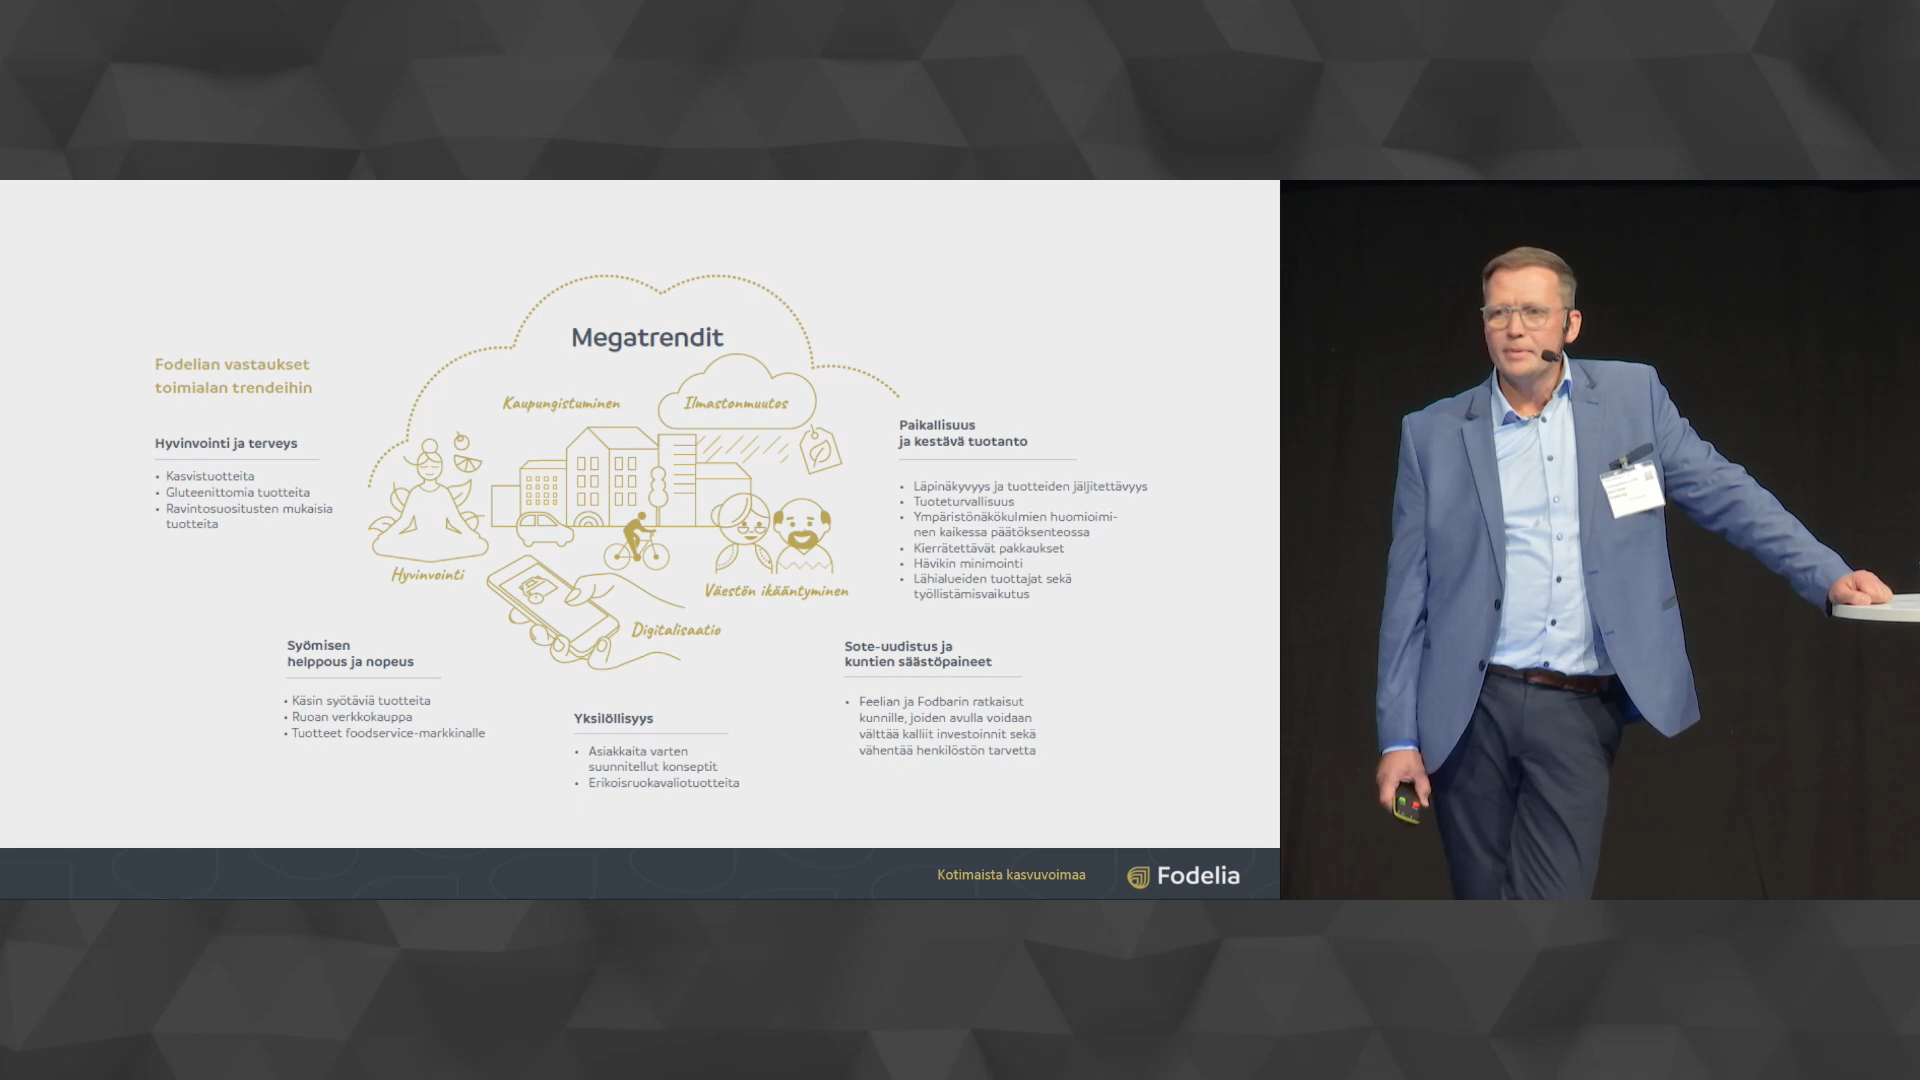 Megatrendit
Fodelian vastaukset
toimialan trendeihin
Kaupungistuminen
Ilmastonmuutos
Hyvinvointi
Väestön ikääntyminen
Digitalisaatio
Hyvinvointi ja terveys
• Kasvistuotteita
• Gluteenittomia tuotteita
• Ravintosuositusten mukaisia
tuotteita
Paikallisuus
ja kestävä tuotanto
• Läpinäkyvyys ja tuotteiden jäljitettävyys
• Tuoteturvallisuus
• Ympäristönäkökulmien huomioimi-
nen kaikessa päätöksenteossa
• Kierrätettävät pakkaukset
• Hävikin minimointi
• Lähialueiden tuottajat sekä
työllistämisvaikutus
Syömisen
helppous ja nopeus
• Käsin syötäviä tuotteita
• Ruoan verkkokauppa
• Tuotteet foodservice-markkinalle
Yksilöllisyys
• Asiakkaita varten
suunnitellut konseptit
• Erikoisruokavaliotuotteita
Sote-uudistus ja
kuntien säästöpaineet
• Feelian ja Fodbarin ratkaisut
kunnille, joiden avulla voidaan
välttää kalliit investoinnit sekä
vähentää henkilöstön tarvetta
Kotimaista kasvuvoimaa
Fodelia